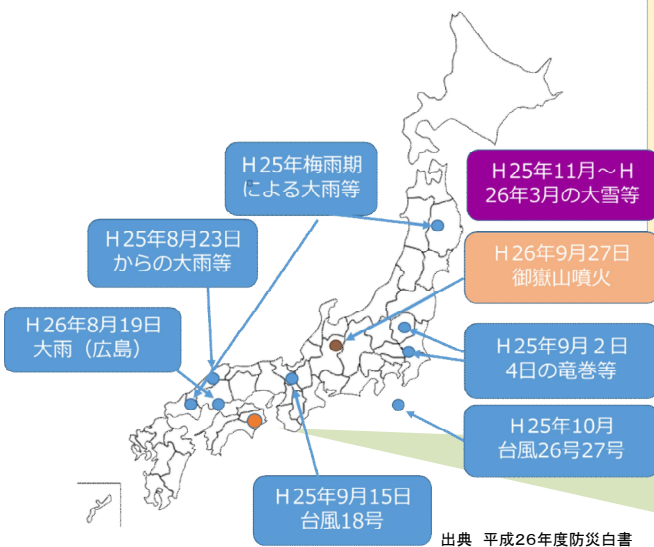 H25年梅雨期
による大雨等
H25年11月～H
26年3月の大雪等
H25年8月23日
からの大雨等
H26年9月27日
御嶽山噴火
H26年8月19日
大雨（広島）
H25年9月２日
4日の竜巻等
H25年10月
台風26号27号
H25年9月15日
台風18号
出典　平成26年度防災白書